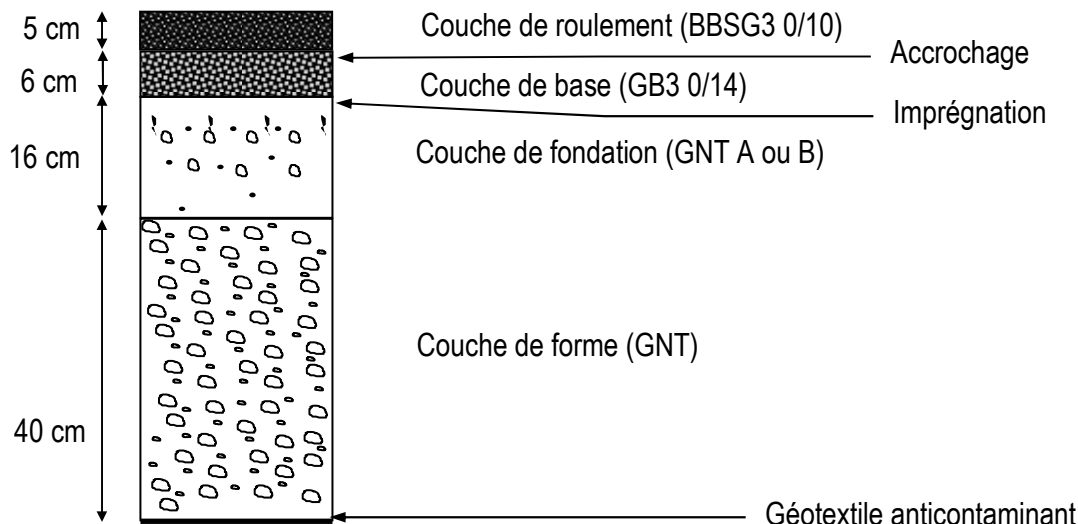 5 cm
Couche de roulement (BBSG3 0/10)
Accrochage
6 cm
Couche de base (GB3 0/14)
Imprégnation
16 cm
Couche de fondation (GNT A ou B)
Couche de forme (GNT)
40 cm
Géotextile anticontaminant